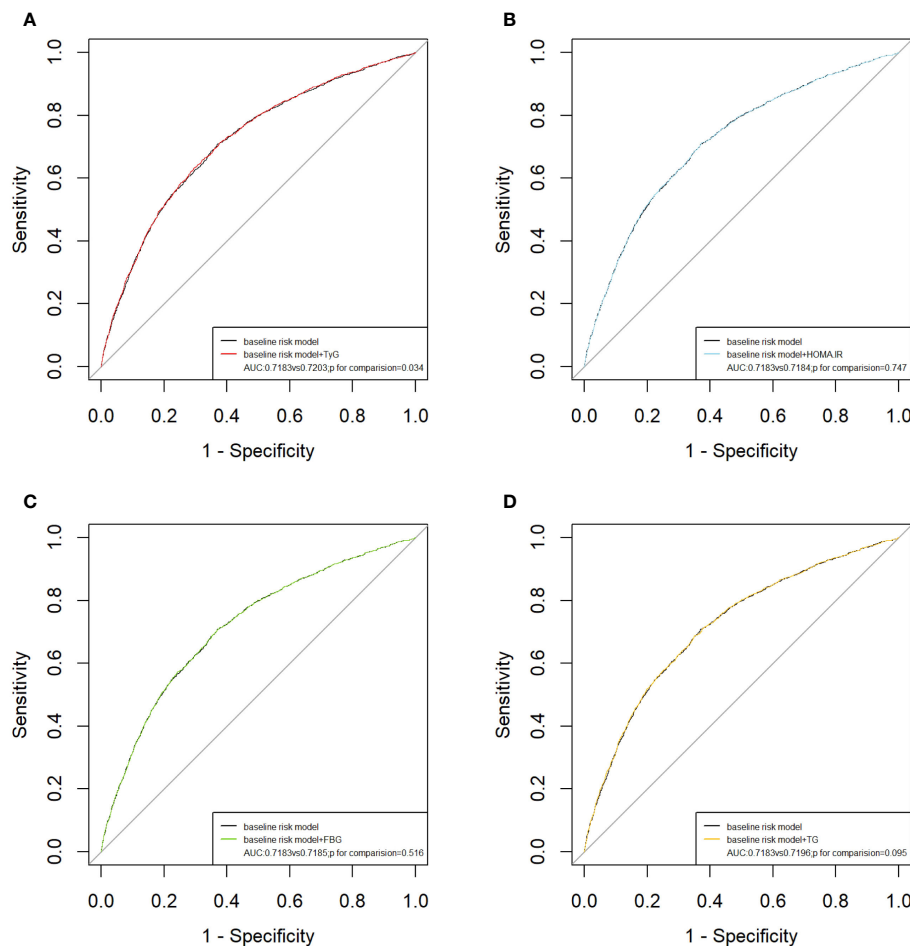 A
Sensitivity
1.0
0.8
0.6
0.4
0.2
0.0
baseline risk model
baseline risk model+TyG
AUC:0.7183vs0.7203;p for comparision=0.034
0.0 0.2 0.4 0.6 0.8 1.0
1 - Specificity
B
Sensitivity
1.0
0.8
0.6
0.4
0.2
0.0
baseline risk model
baseline risk model+HOMA.IR
AUC:0.7183vs0.7184;p for comparision=0.747
0.0 0.2 0.4 0.6 0.8 1.0
1 - Specificity
C
Sensitivity
1.0
0.8
0.6
0.4
0.2
0.0
baseline risk model
baseline risk model+FBG
AUC:0.7183vs0.7185;p for comparision=0.516
0.0 0.2 0.4 0.6 0.8 1.0
1 - Specificity
D
Sensitivity
1.0
0.8
0.6
0.4
0.2
0.0
baseline risk model
baseline risk model+TG
AUC:0.7183vs0.7196;p for comparision=0.095
0.0 0.2 0.4 0.6 0.8 1.0
1 - Specificity